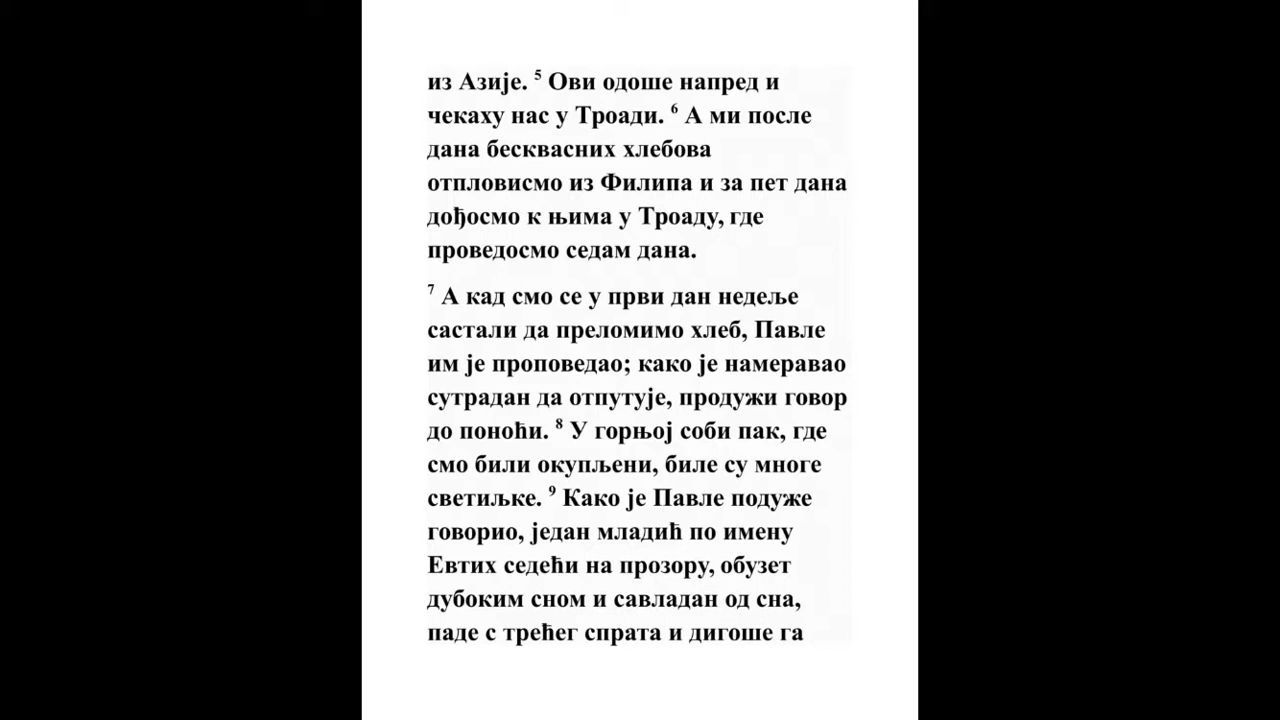 из Азије. ⁵ Ови одоше напред и
чекаху нас у Троади. ⁶ А ми после
дана бесквасних хлебова
отпловисмо из Филипа и за пет дана
дођосмо к њима у Троаду, где
проведосмо седам дана.
⁷ А кад смо се у први дан недеље
састали да преломимо хлеб, Павле
им је проповедао; како је намеравао
сутрадан да отпутује, продужи говор
до поноћи. ⁸ У горњој соби пак, где
смо били окупљени, биле су многе
светиљке. ⁹ Како је Павле подуже
говорио, један младић по имену
Евтих седећи на прозору, обузет
дубоким сном и савладан од сна,
паде с трећег спрата и дигоше га